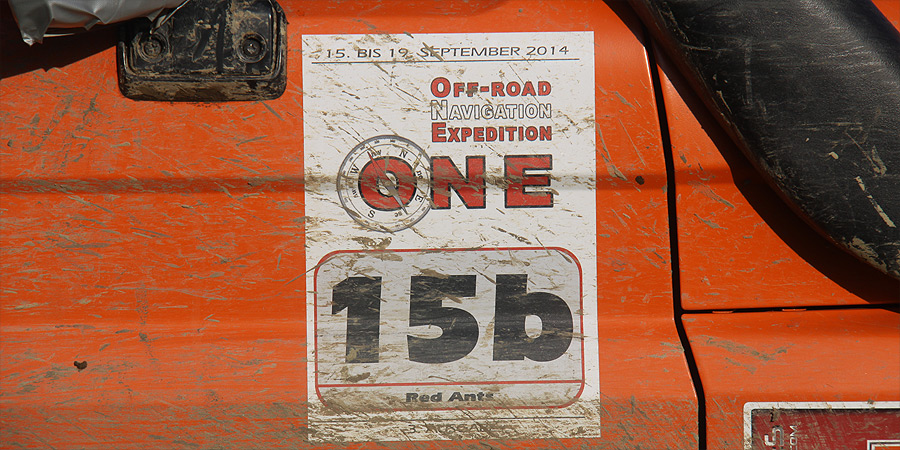 15. BIS 19. SEPTEMBER 2014
OFF-ROAD
NAVIGATION
EXPEDITION
ONE
15b
Red Ants